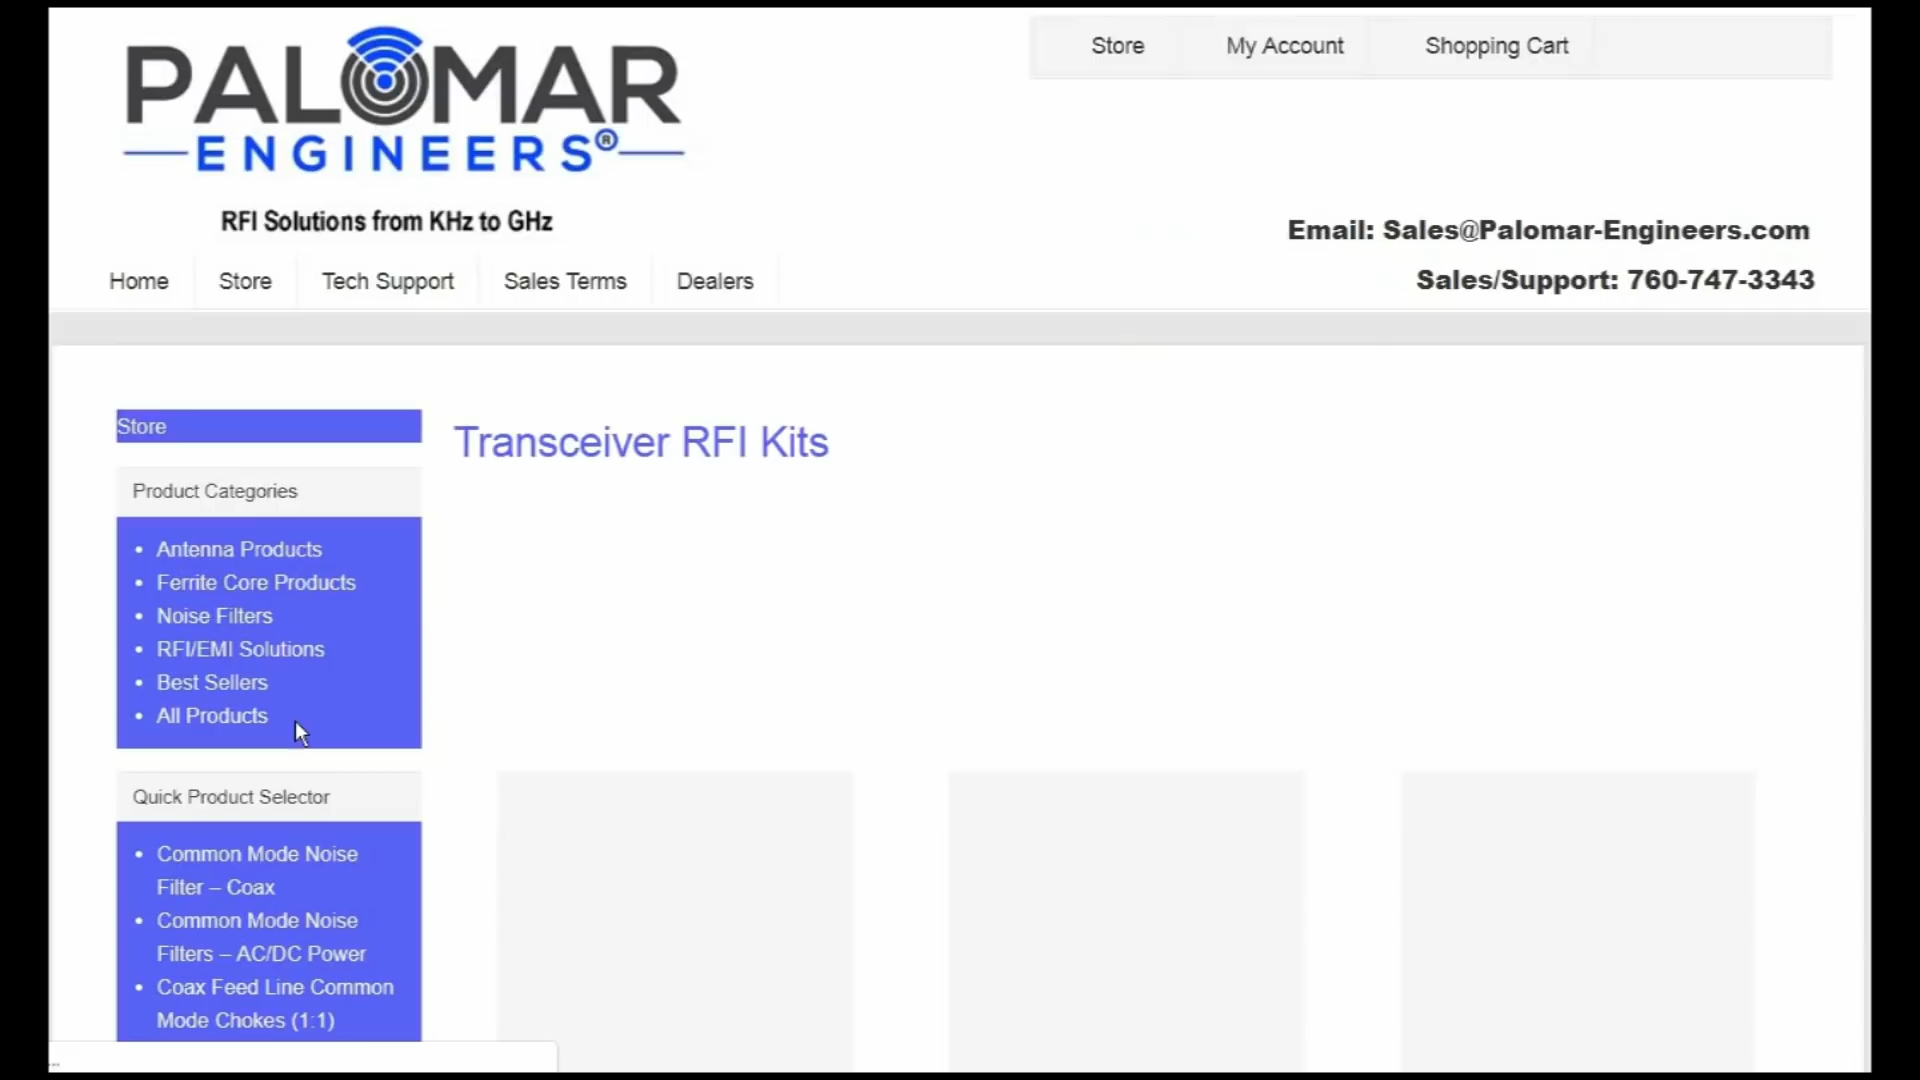 PALOMAR
ENGINEERS®
RFI Solutions from KHz to GHz
Store
My Account
Shopping Cart
Email: Sales@Palomar-Engineers.com
Sales/Support: 760-747-3343
Home
Store
Tech Support
Sales Terms
Dealers
Store
Product Categories
• Antenna Products
• Ferrite Core Products
• Noise Filters
• RFI/EMI Solutions
• Best Sellers
• All Products
Quick Product Selector
• Common Mode Noise
Filter – Coax
• Common Mode Noise
Filters – AC/DC Power
• Coax Feed Line Common
Mode Chokes (1:1)
Transceiver RFI Kits
...